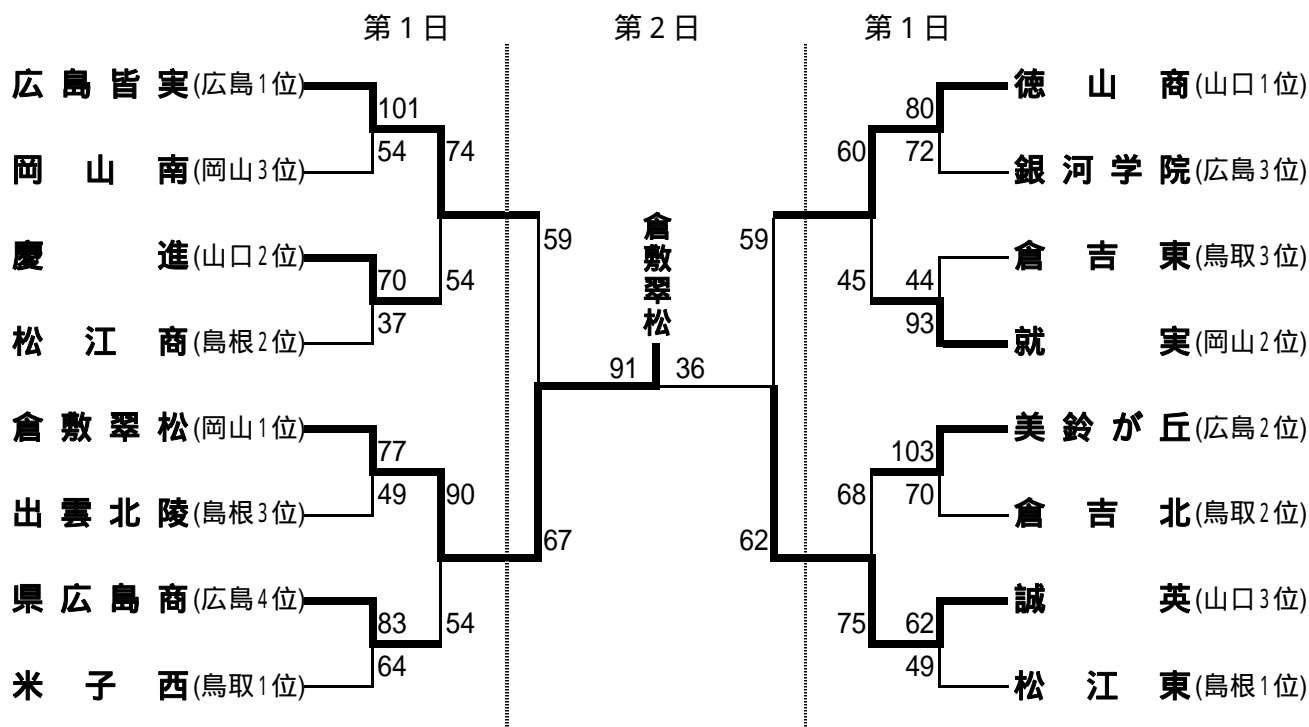 第1日 第2日 第1日
広島皆実(広島1位) 徳山商(山口1位)
101 80
54 74 60 72
岡山南(岡山3位) 銀河学院(広島3位)
倉敷翠松
59 59
慶進(山口2位) 倉吉東(鳥取3位)
70 54 45 44
37 93
松江商(島根2位) 就実(岡山2位)
91 36
倉敷翠松(岡山1位) 美鈴が丘(広島2位)
77 103
49 90 68 70
出雲北陵(島根3位) 倉吉北(鳥取2位)
67 62
県広島商(広島4位) 誠英(山口3位)
83 54 75 62
64 49
米子西(鳥取1位) 松江東(島根1位)